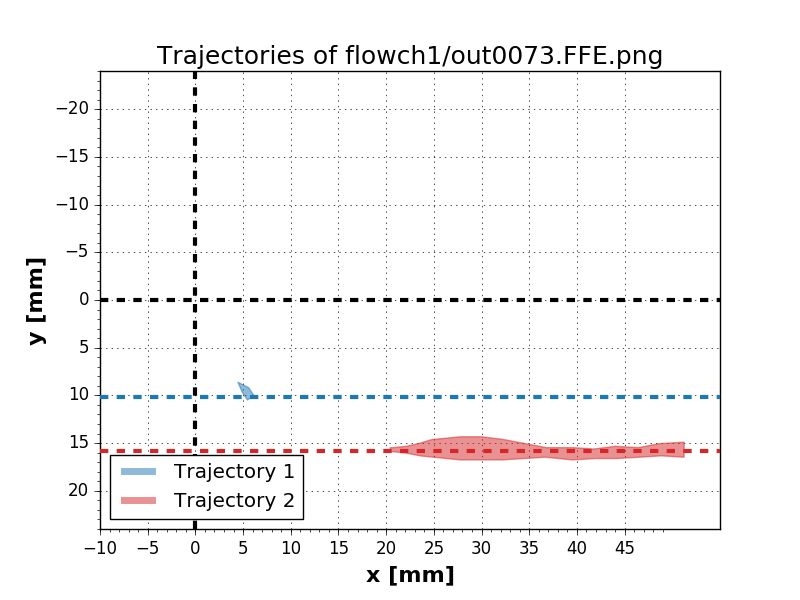 Trajectories of flowch1/out0073.FFE.png
y [mm]
−20
−15
−10
−5
0
5
10
15
20
Trajectory 1
Trajectory 2
−10 −5 0 5 10 15 20 25 30 35 40 45
x [mm]